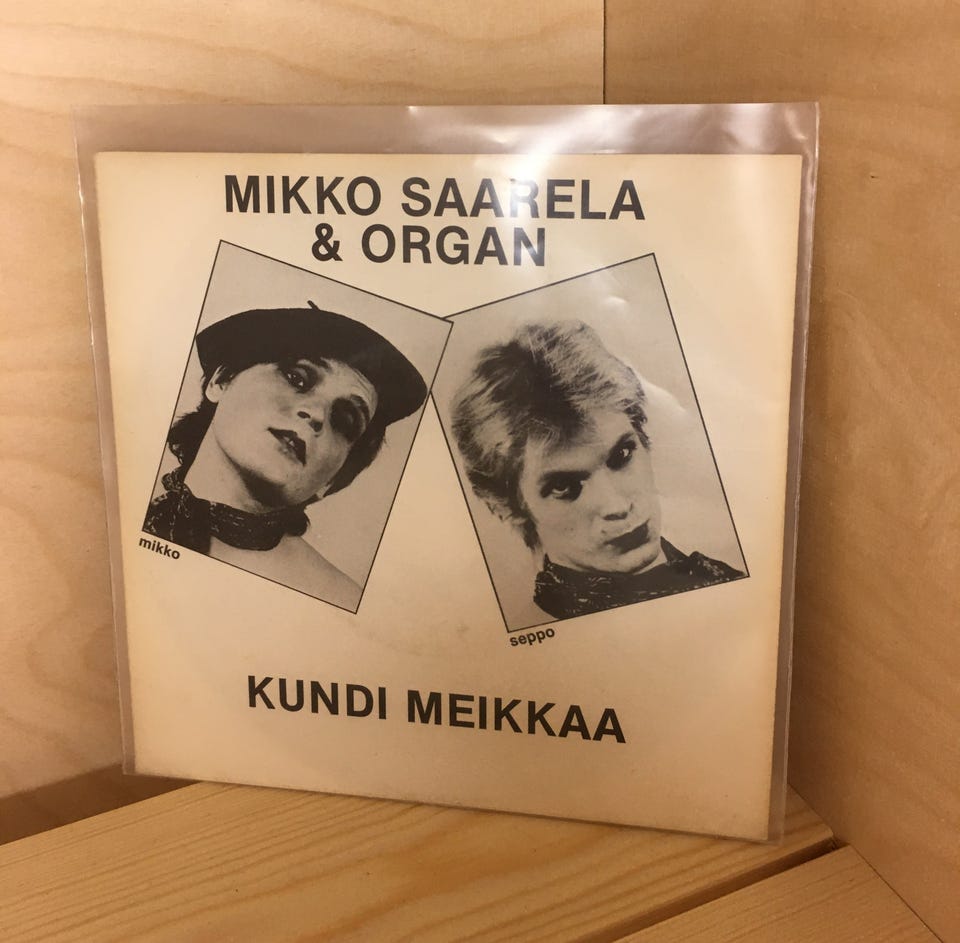 MIKKO SAARELA
& ORGAN
mikko
seppo
KUNDI MEIKKAA